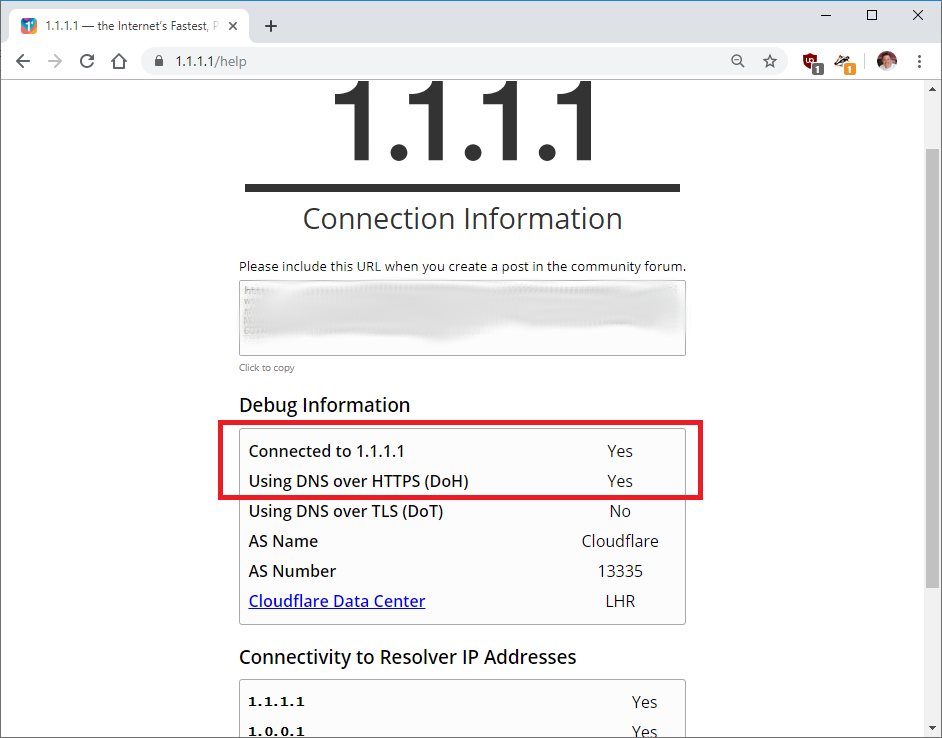 1.1.1.1 — the Internet's Fastest, P
1.1.1.1/help
1
1
1.1.1.1
Connection Information
Please include this URL when you create a post in the community forum.
Click to copy
Debug Information
Connected to 1.1.1.1 Yes
Using DNS over HTTPS (DoH) Yes
Using DNS over TLS (DoT) No
AS Name Cloudflare
AS Number 13335
Cloudflare Data Center LHR
Connectivity to Resolver IP Addresses
1.1.1.1 Yes
1.0.0.1 Yes